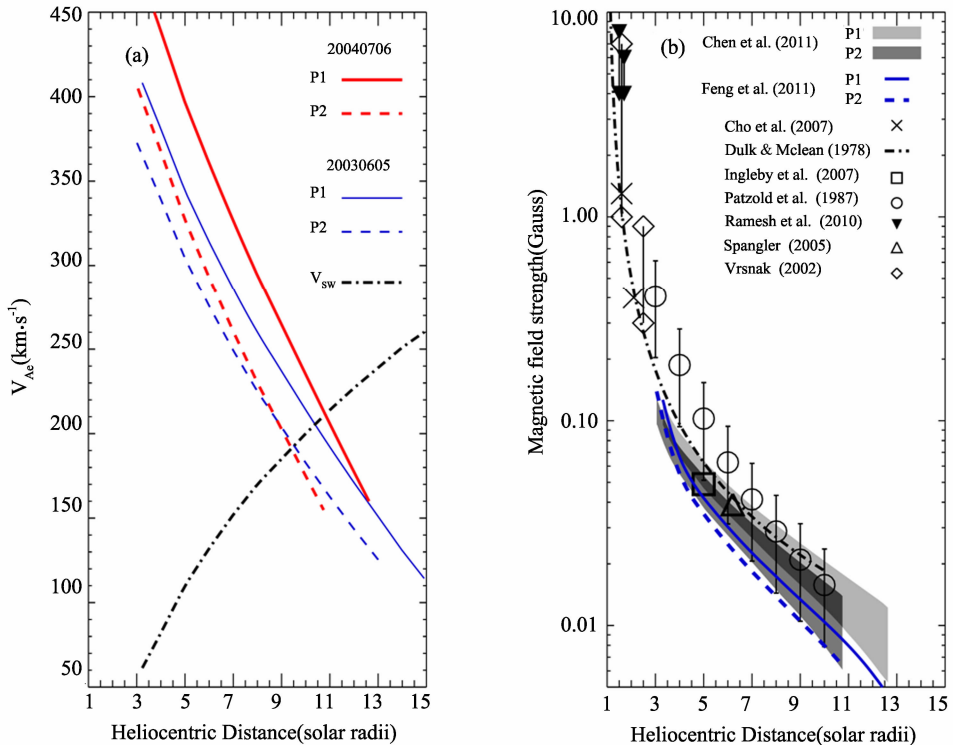 (a)
20040706
P1
P2
20030605
P1
P2
V_sw
450
400
350
300
250
200
150
100
50
V_Ae(km·s⁻¹)
1 3 5 7 9 11 13 15
Heliocentric Distance(solar radii)
(b)
Chen et al. (2011)
P1
P2
Feng et al. (2011)
P1
P2
Cho et al. (2007)
Dulk & Mclean (1978)
Ingleby et al. (2007)
Patzold et al. (1987)
Ramesh et al. (2010)
Spangler (2005)
Vrsnak (2002)
10.00
1.00
0.10
0.01
Magnetic field strength(Gauss)
1 3 5 7 9 11 13 15
Heliocentric Distance(solar radii)